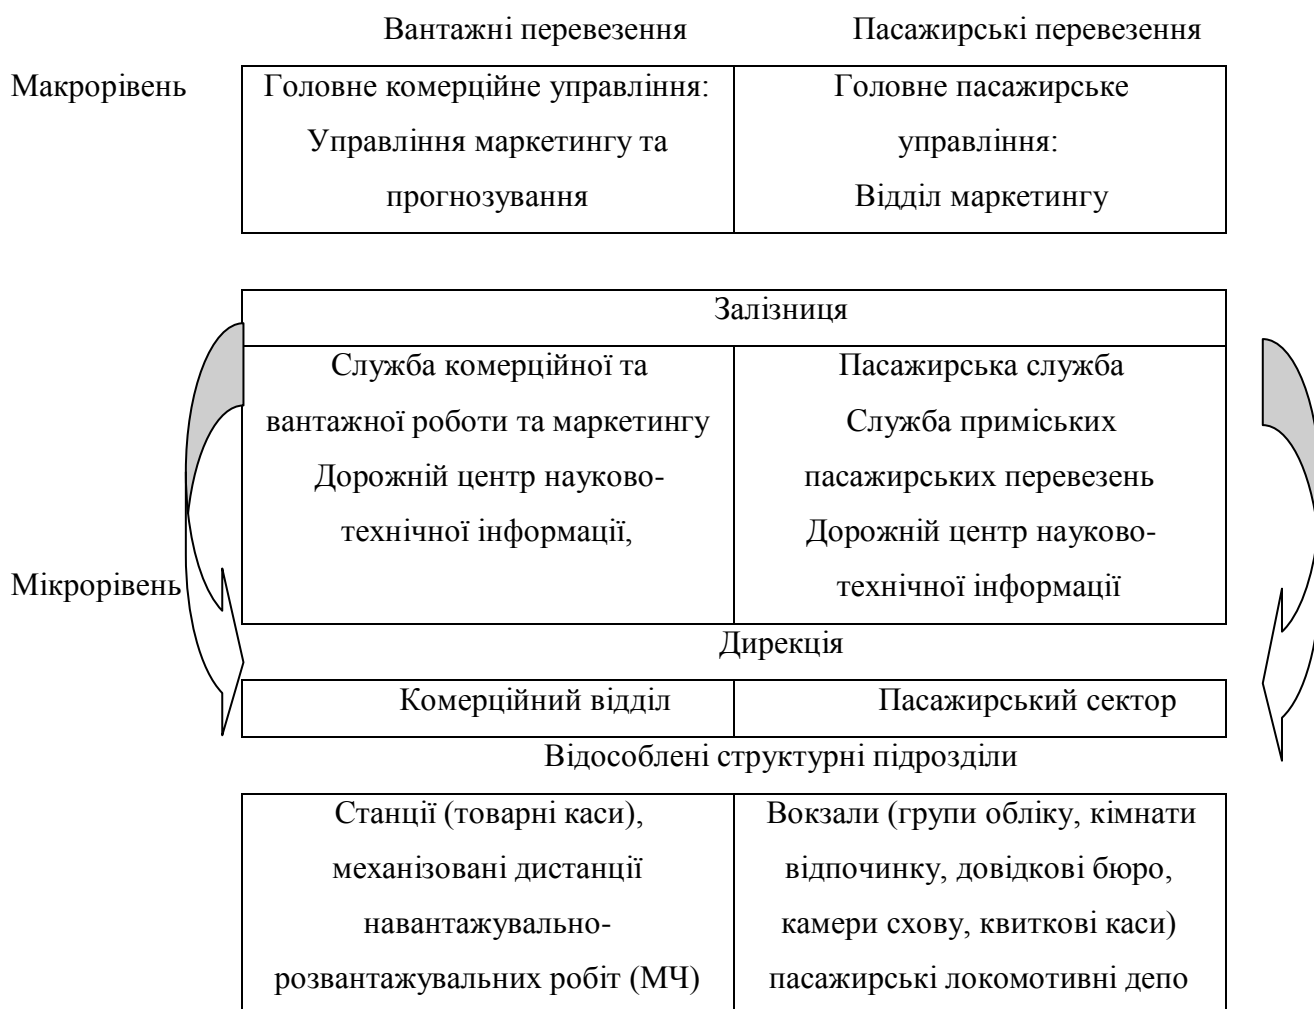 Вантажні перевезення
Пасажирські перевезення
Макрорівень
Головне комерційне управління:
Управління маркетингу та
прогнозування
Головне пасажирське
управління:
Відділ маркетингу
Залізниця
Служба комерційної та
вантажної роботи та маркетингу
Дорожній центр науково-
технічної інформації,
Пасажирська служба
Служба приміських
пасажирських перевезень
Дорожній центр науково-
технічної інформації
Мікрорівень
Дирекція
Комерційний відділ
Пасажирський сектор
Відособлені структурні підрозділи
Станції (товарні каси),
механізовані дистанції
навантажувально-
розвантажувальних робіт (МЧ)
Вокзали (групи обліку, кімнати
відпочинку, довідкові бюро,
камери схову, квиткові каси)
пасажирські локомотивні депо